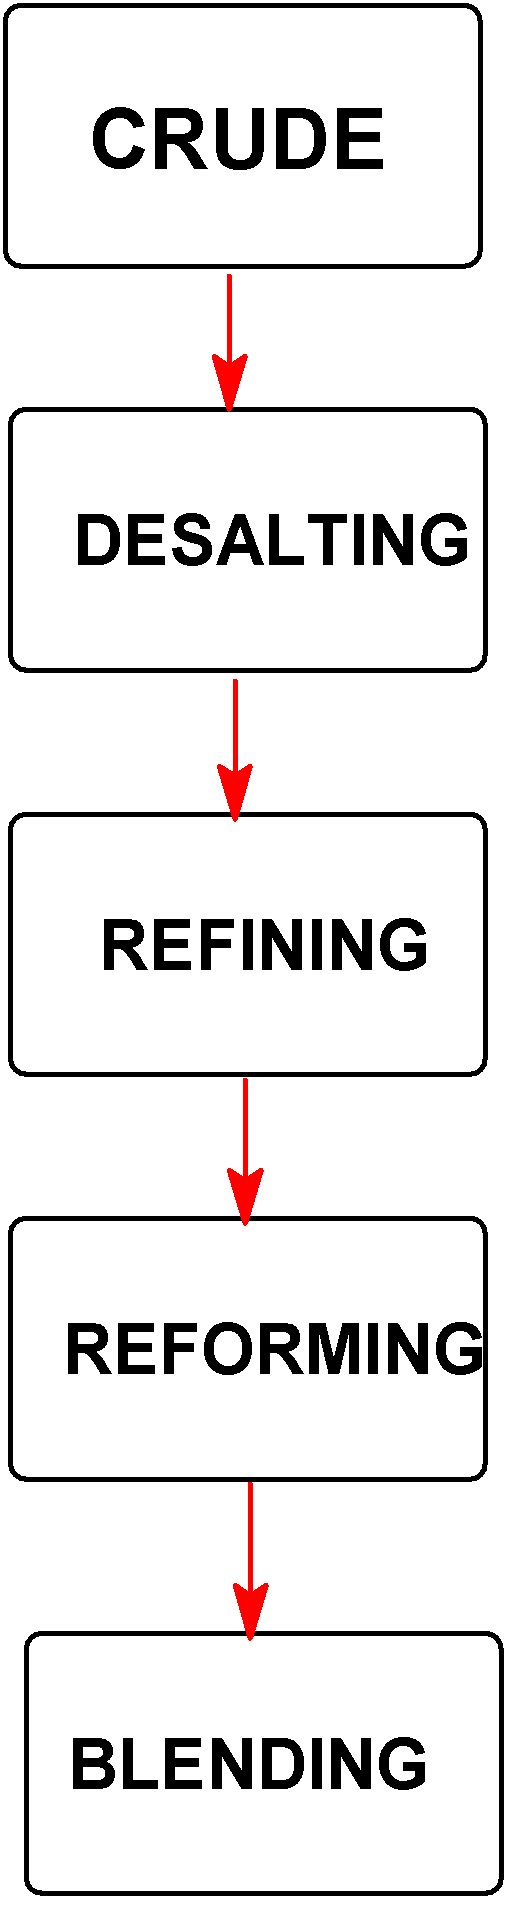 CRUDE
DESALTING
REFINING
REFORMING
BLENDING